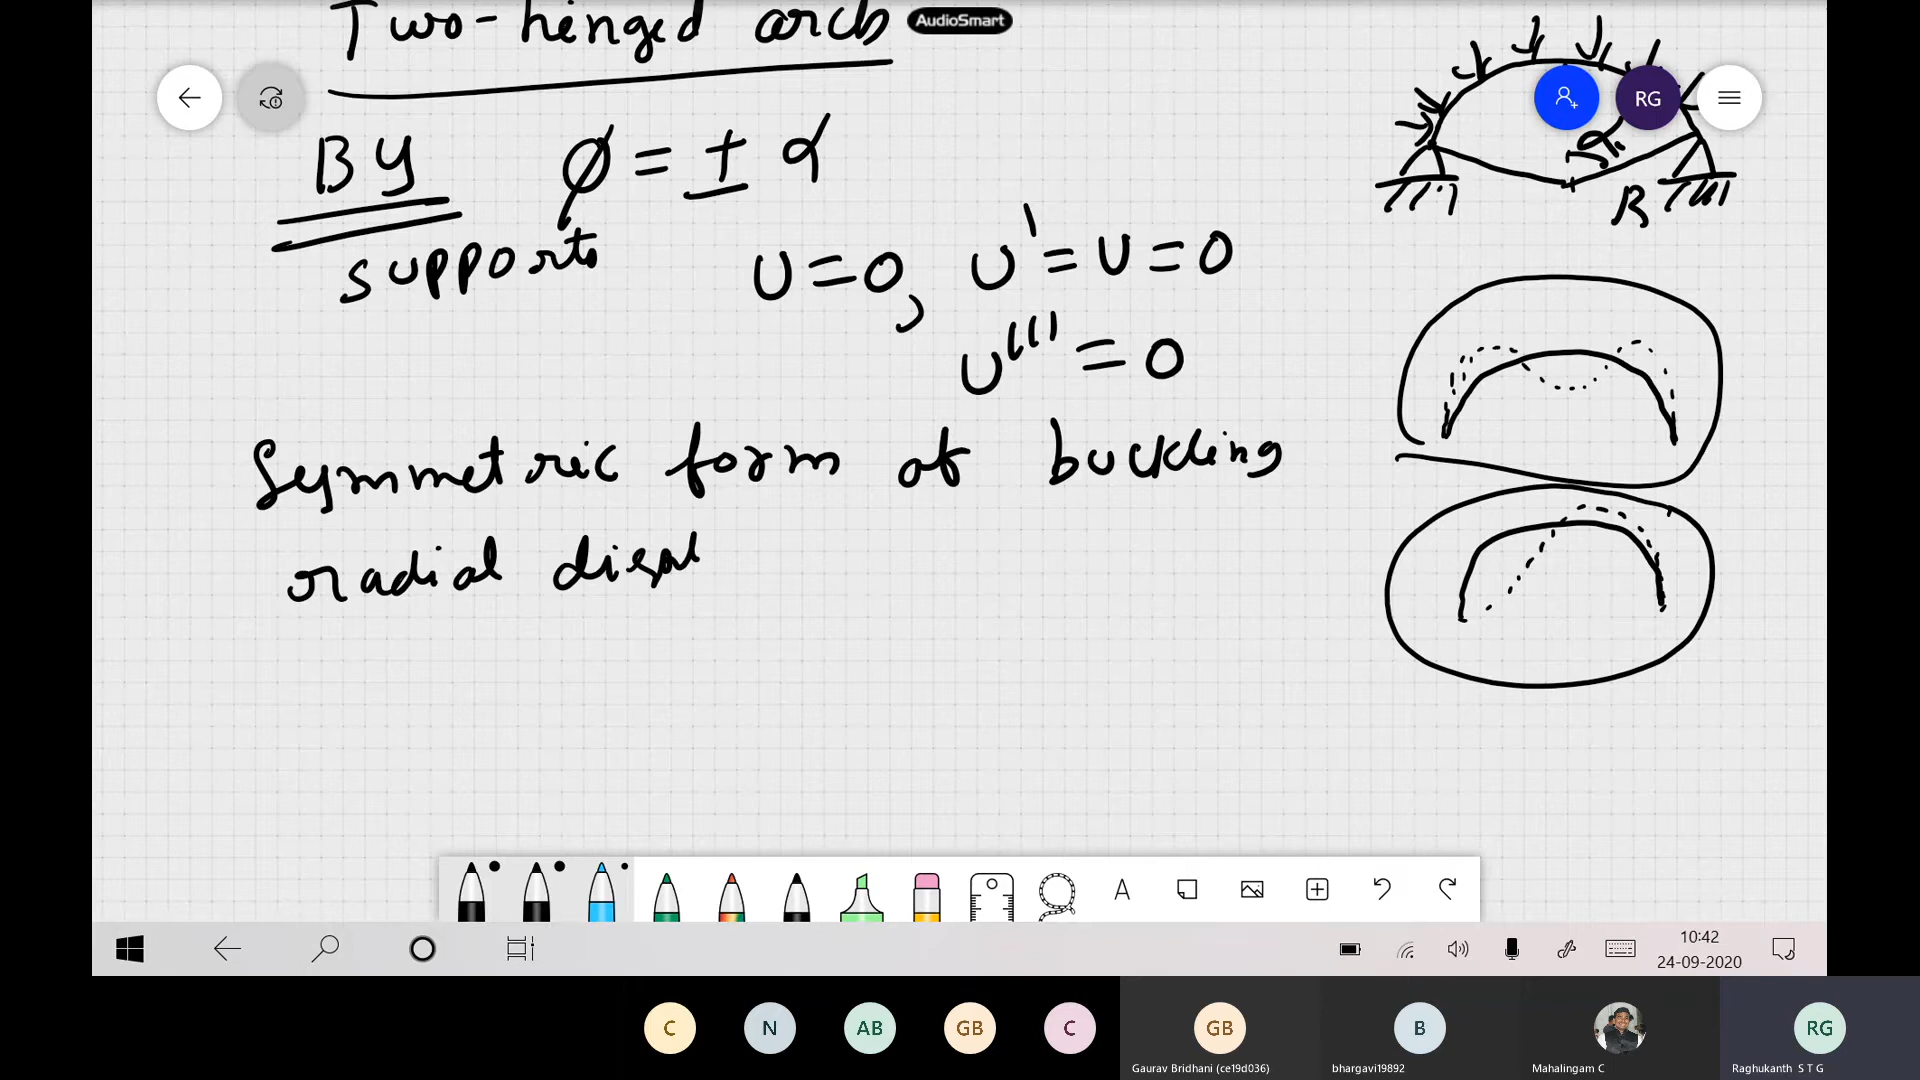 Two-hinged arch
AudioSmart
RG
BY ϕ = ± α
supports
U=0, U' = V = 0
U''' = 0
α
R
Symmetric form of buckling
radial displ
A
10:42
24-09-2020
C N AB GB C GB B RG
Gaurav Bridhani (ce19d036) bhargavi19892 Mahalingam C Raghukanth S T G